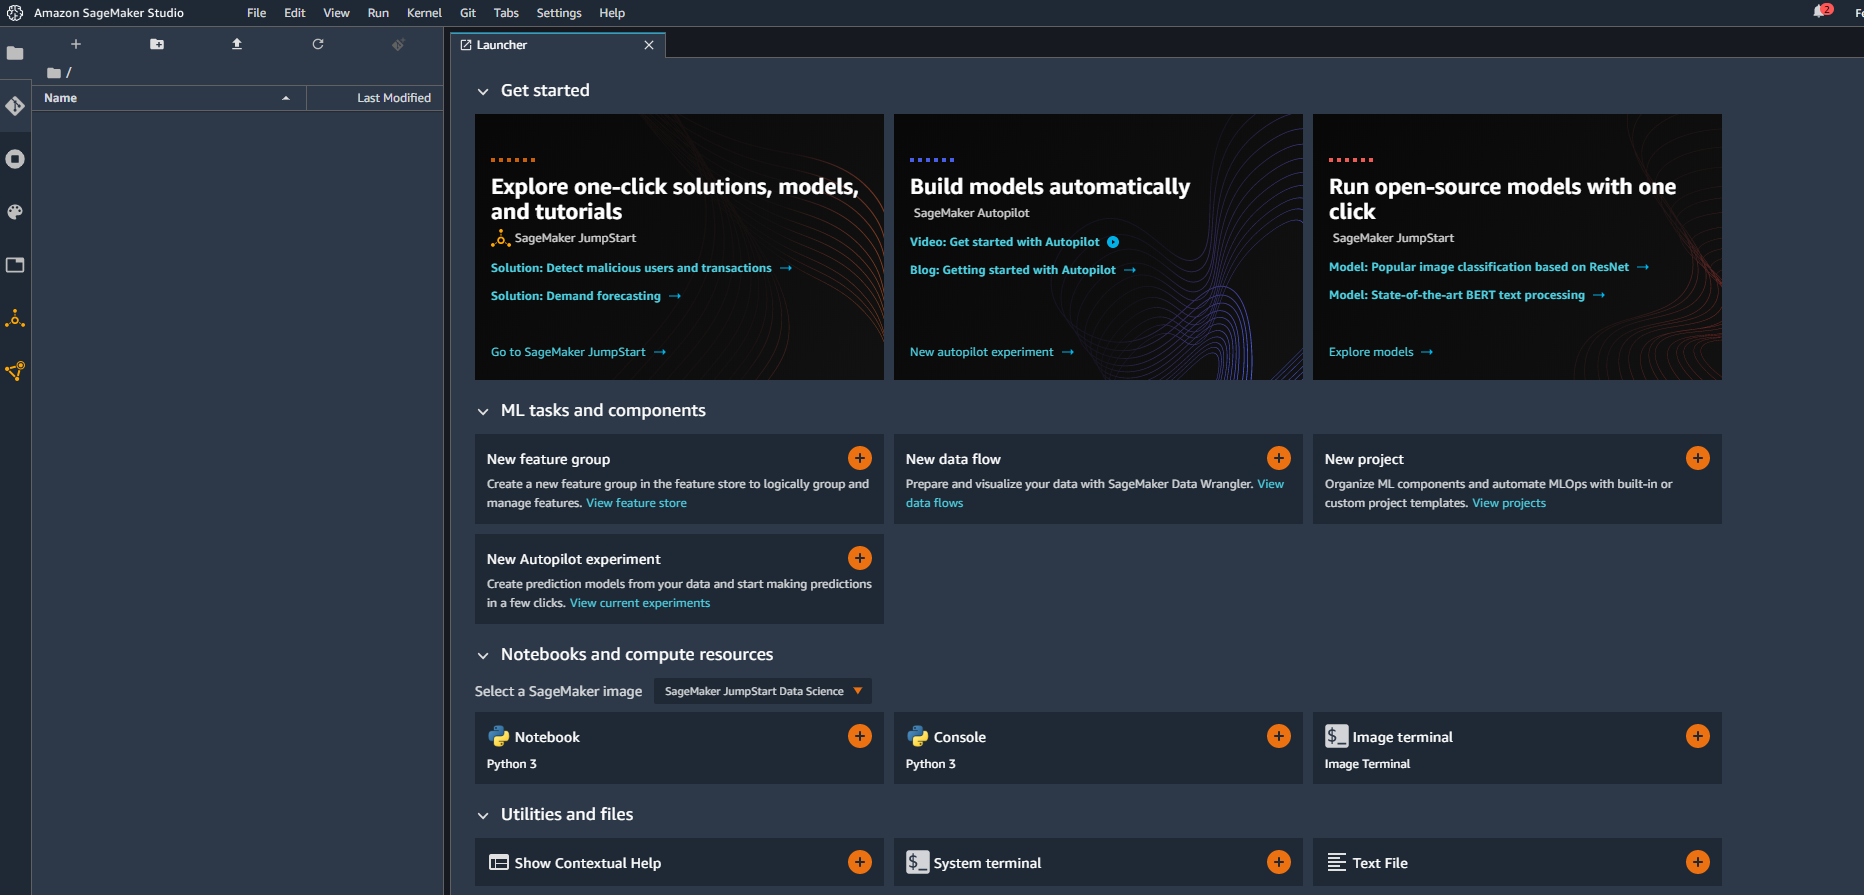 Amazon SageMaker Studio
File Edit View Run Kernel Git Tabs Settings Help
2
/
Name
Last Modified
Launcher
Get started
Explore one-click solutions, models,
and tutorials
SageMaker JumpStart
Solution: Detect malicious users and transactions →
Solution: Demand forecasting →
Go to SageMaker JumpStart →
Build models automatically
SageMaker Autopilot
Video: Get started with Autopilot
Blog: Getting started with Autopilot →
New autopilot experiment →
Run open-source models with one
click
SageMaker JumpStart
Model: Popular image classification based on ResNet →
Model: State-of-the-art BERT text processing →
Explore models →
ML tasks and components
New feature group
Create a new feature group in the feature store to logically group and
manage features. View feature store
New data flow
Prepare and visualize your data with SageMaker Data Wrangler. View
data flows
New project
Organize ML components and automate MLOps with built-in or
custom project templates. View projects
New Autopilot experiment
Create prediction models from your data and start making predictions
in a few clicks. View current experiments
Notebooks and compute resources
Select a SageMaker image
SageMaker JumpStart Data Science
Notebook
Python 3
Console
Python 3
$_ Image terminal
Image Terminal
Utilities and files
Show Contextual Help
$_ System terminal
Text File